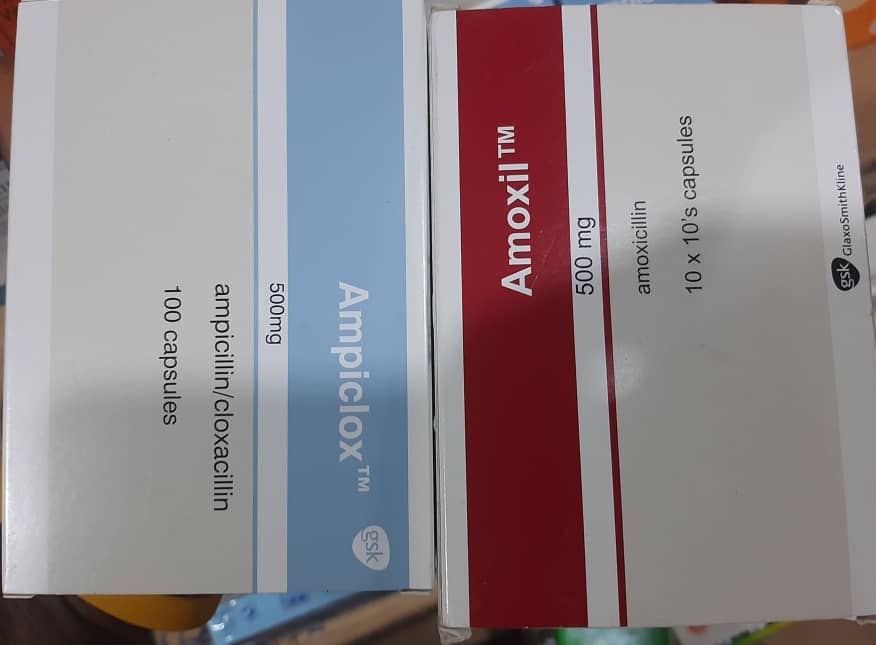 Ampiclox™
500mg
ampicillin/cloxacillin
100 capsules
gsk
Amoxil™
500 mg
amoxicillin
10 x 10's capsules
gsk GlaxoSmithKline